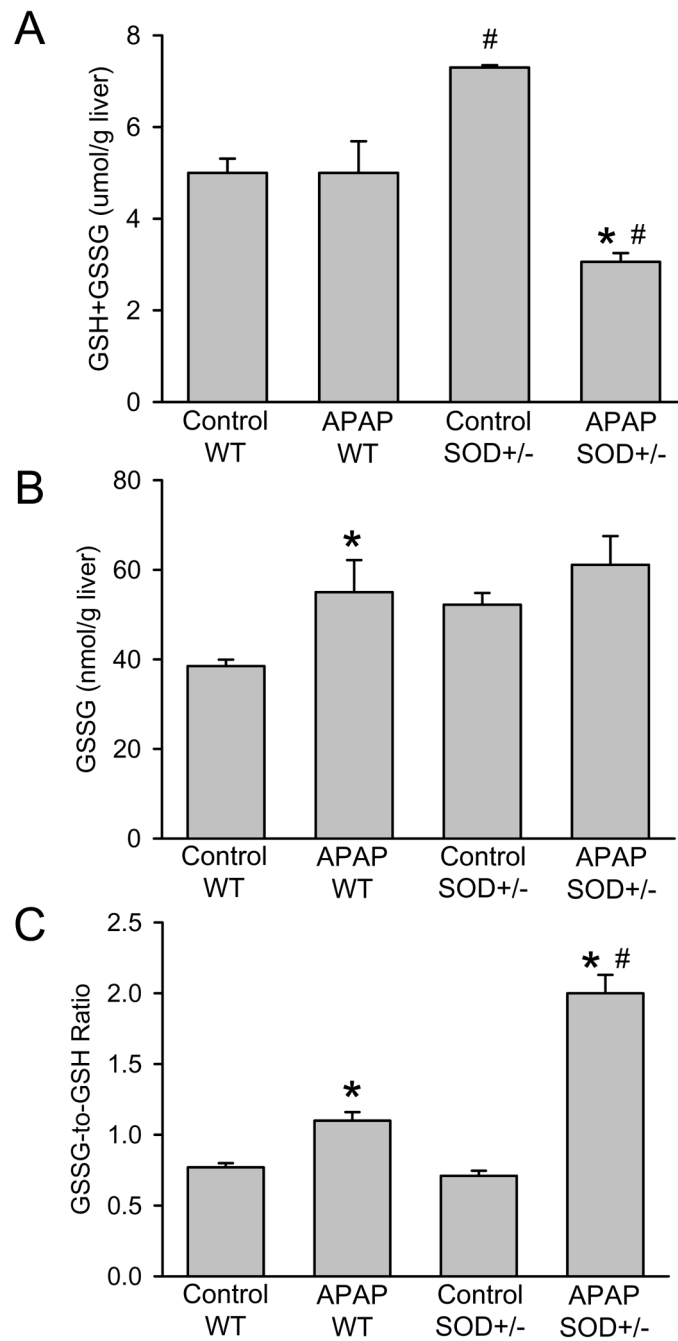 A
GSH+GSSG (umol/g liver)
8
6
4
2
0
#
* #
Control APAP Control APAP
WT WT SOD+/- SOD+/-
B
GSSG (nmol/g liver)
80
60
40
20
0
*
Control APAP Control APAP
WT WT SOD+/- SOD+/-
C
GSSG-to-GSH Ratio
2.5
2.0
1.5
1.0
0.5
0.0
*
* #
Control APAP Control APAP
WT WT SOD+/- SOD+/-